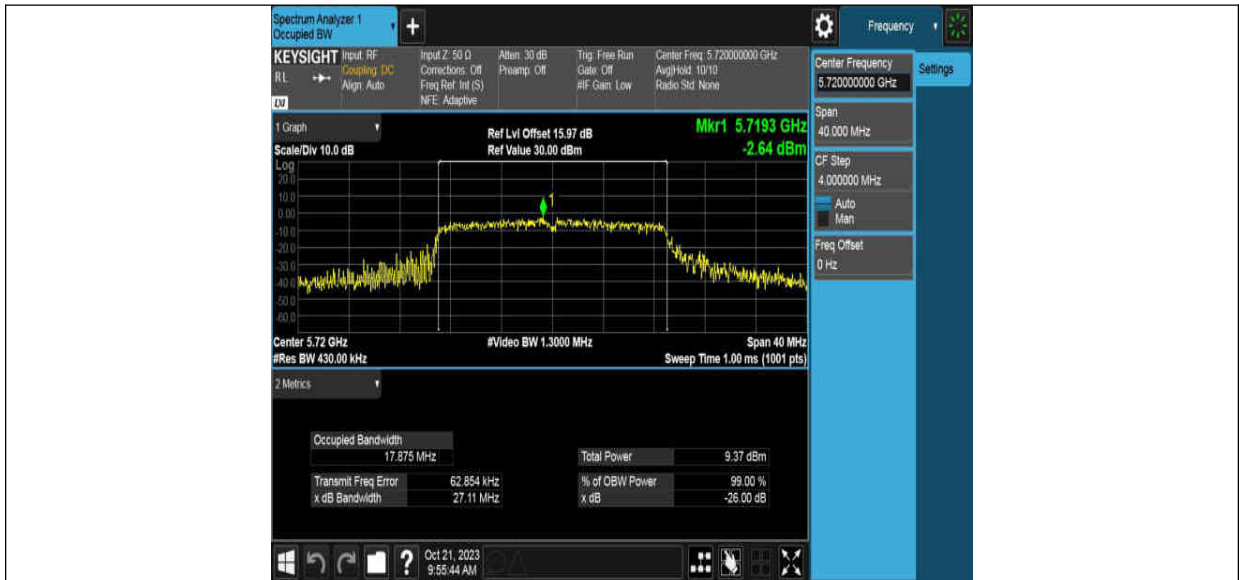 Spectrum Analyzer 1
Occupied BW
+
Frequency
KEYSIGHT
RL
LXI
Input: RF
Coupling: DC
Align: Auto
Input Z: 50 Ω
Corrections: Off
Freq Ref: Int (S)
NFE: Adaptive
Atten: 30 dB
Preamp: Off
Trig: Free Run
Gate: Off
#IF Gain: Low
Center Freq: 5.720000000 GHz
Avg|Hold: 10/10
Radio Std: None
Center Frequency
5.720000000 GHz
Settings
Span
40.000 MHz
CF Step
4.000000 MHz
Auto
Man
Freq Offset
0 Hz
1 Graph
Scale/Div 10.0 dB
Ref Lvl Offset 15.97 dB
Ref Value 30.00 dBm
Mkr1 5.7193 GHz
-2.64 dBm
Log
20.0
10.0
0.00
-10.0
-20.0
-30.0
-40.0
-50.0
-60.0
1
Center 5.72 GHz
#Video BW 1.3000 MHz
Span 40 MHz
#Res BW 430.00 kHz
Sweep Time 1.00 ms (1001 pts)
2 Metrics
Occupied Bandwidth
17.875 MHz
Total Power 9.37 dBm
Transmit Freq Error 62.854 kHz
% of OBW Power 99.00 %
x dB Bandwidth 27.11 MHz
x dB -26.00 dB
?
Oct 21, 2023
9:55:44 AM